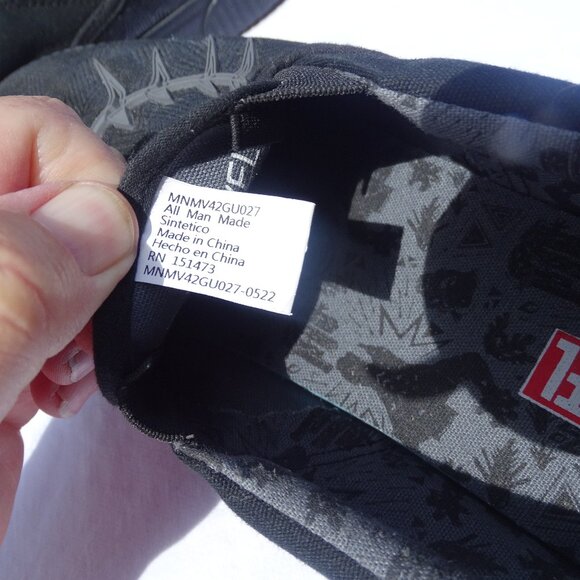 MNMV42GU027
All Man Made
Sintetico
Made in China
Hecho en China
RN 151473
MNMV42GU027-0522